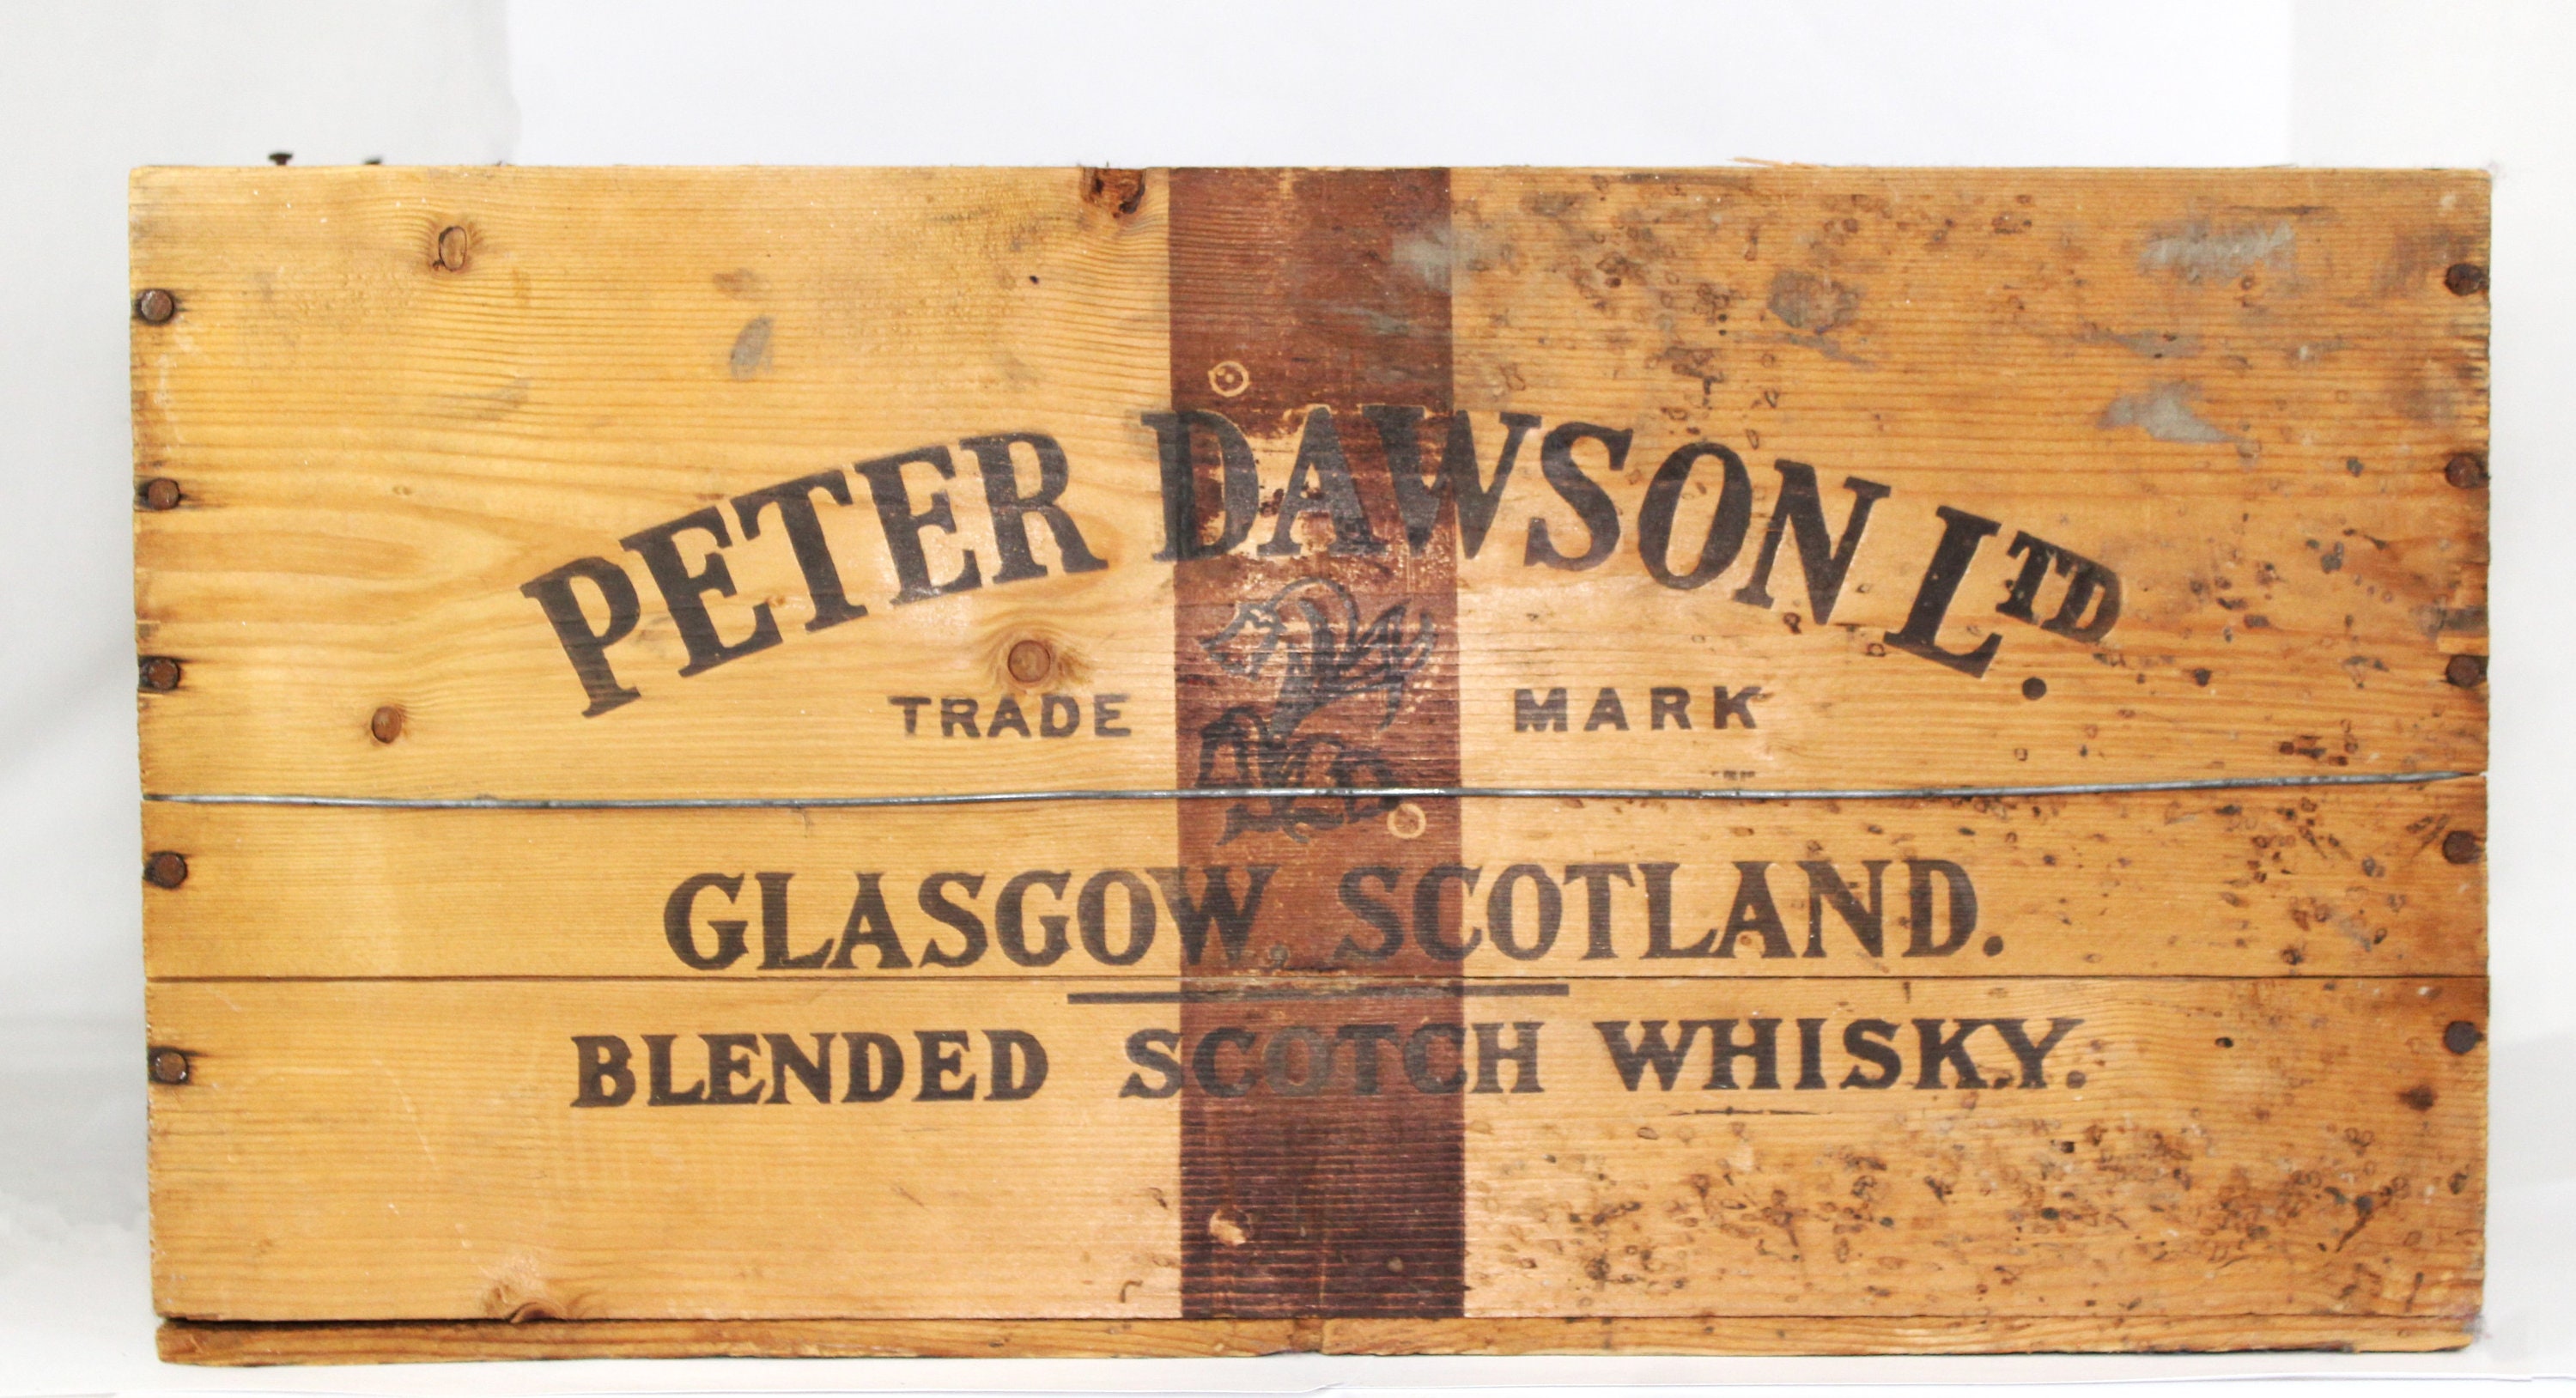 PETER DAWSON LTD.
TRADE MARK
GLASGOW, SCOTLAND.
BLENDED SCOTCH WHISKY.